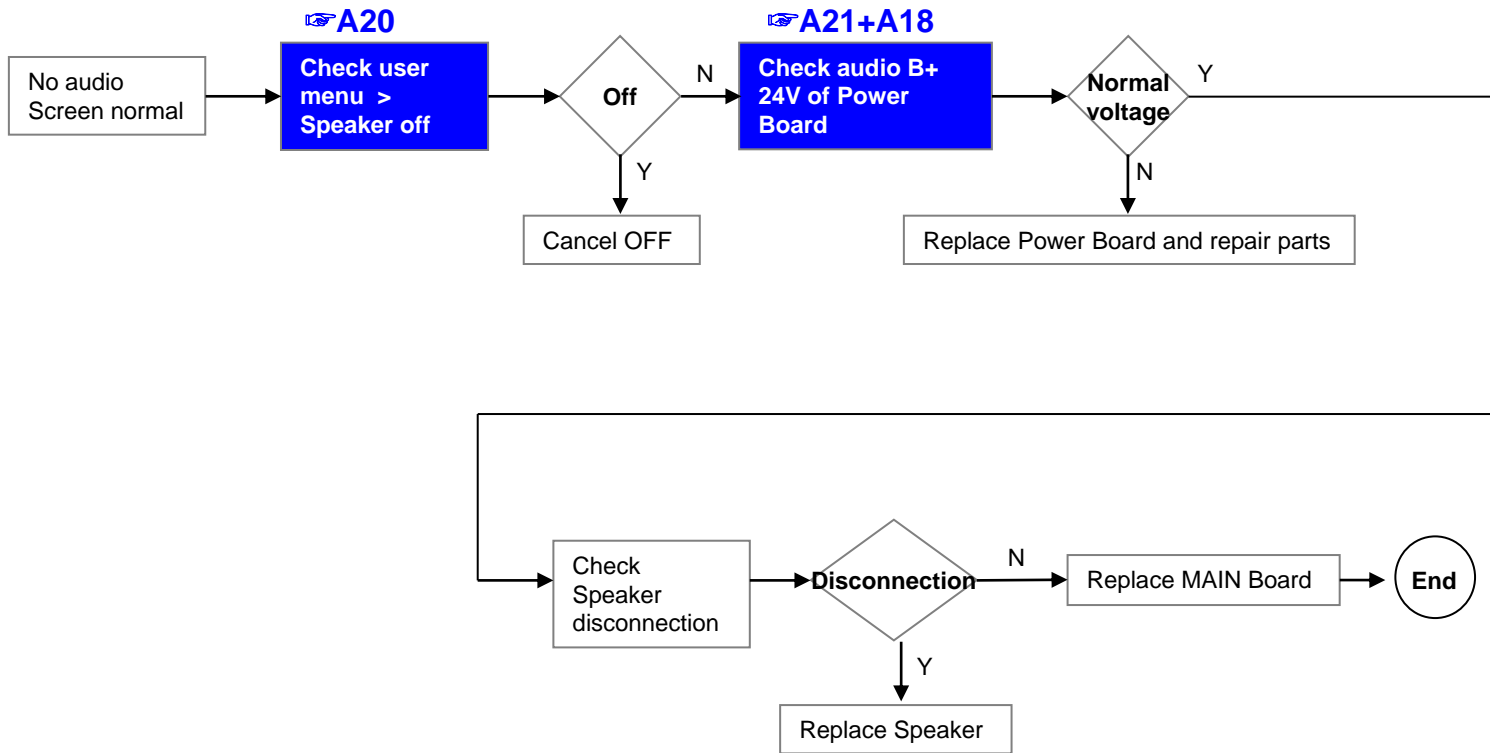 ☞A20
☞A21+A18
No audio
Screen normal
Check user
menu >
Speaker off
Off
N
Check audio B+
24V of Power
Board
Normal
voltage
Y
Y
N
Cancel OFF
Replace Power Board and repair parts
Check
Speaker
disconnection
Disconnection
N
Replace MAIN Board
End
Y
Replace Speaker